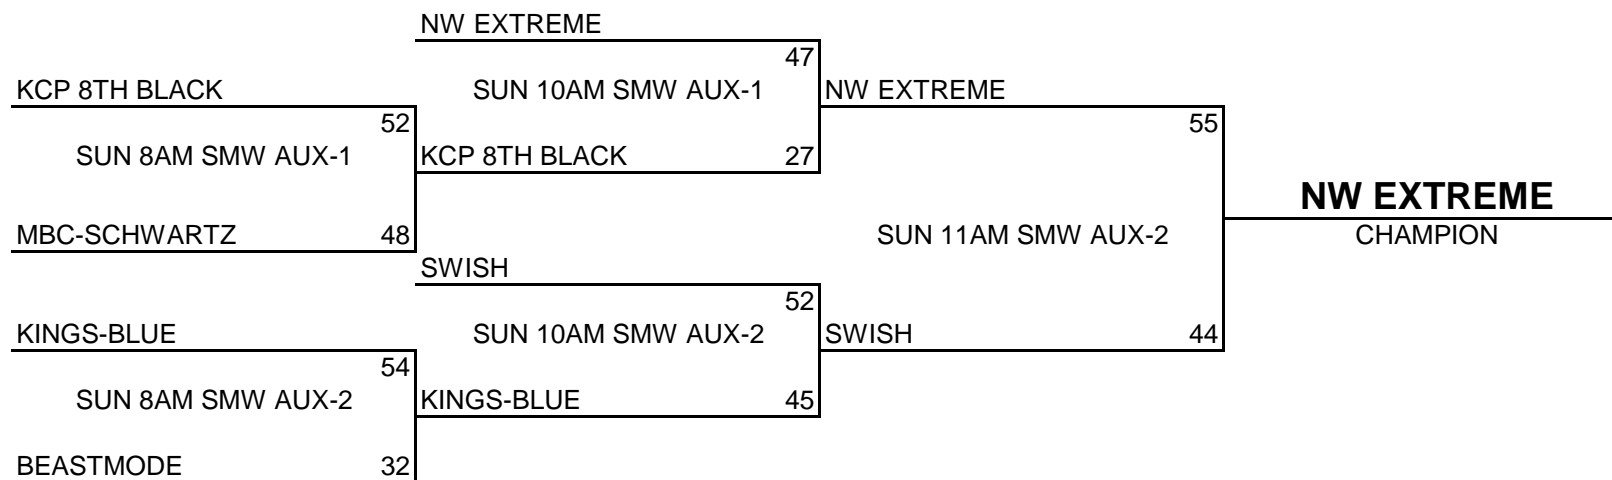 NW EXTREME
47
KCP 8TH BLACK
SUN 10AM SMW AUX-1
NW EXTREME
52
55
SUN 8AM SMW AUX-1
KCP 8TH BLACK
27
NW EXTREME
MBC-SCHWARTZ
48
SUN 11AM SMW AUX-2
CHAMPION
SWISH
52
KINGS-BLUE
SUN 10AM SMW AUX-2
SWISH
44
54
SUN 8AM SMW AUX-2
KINGS-BLUE
45
BEASTMODE
32